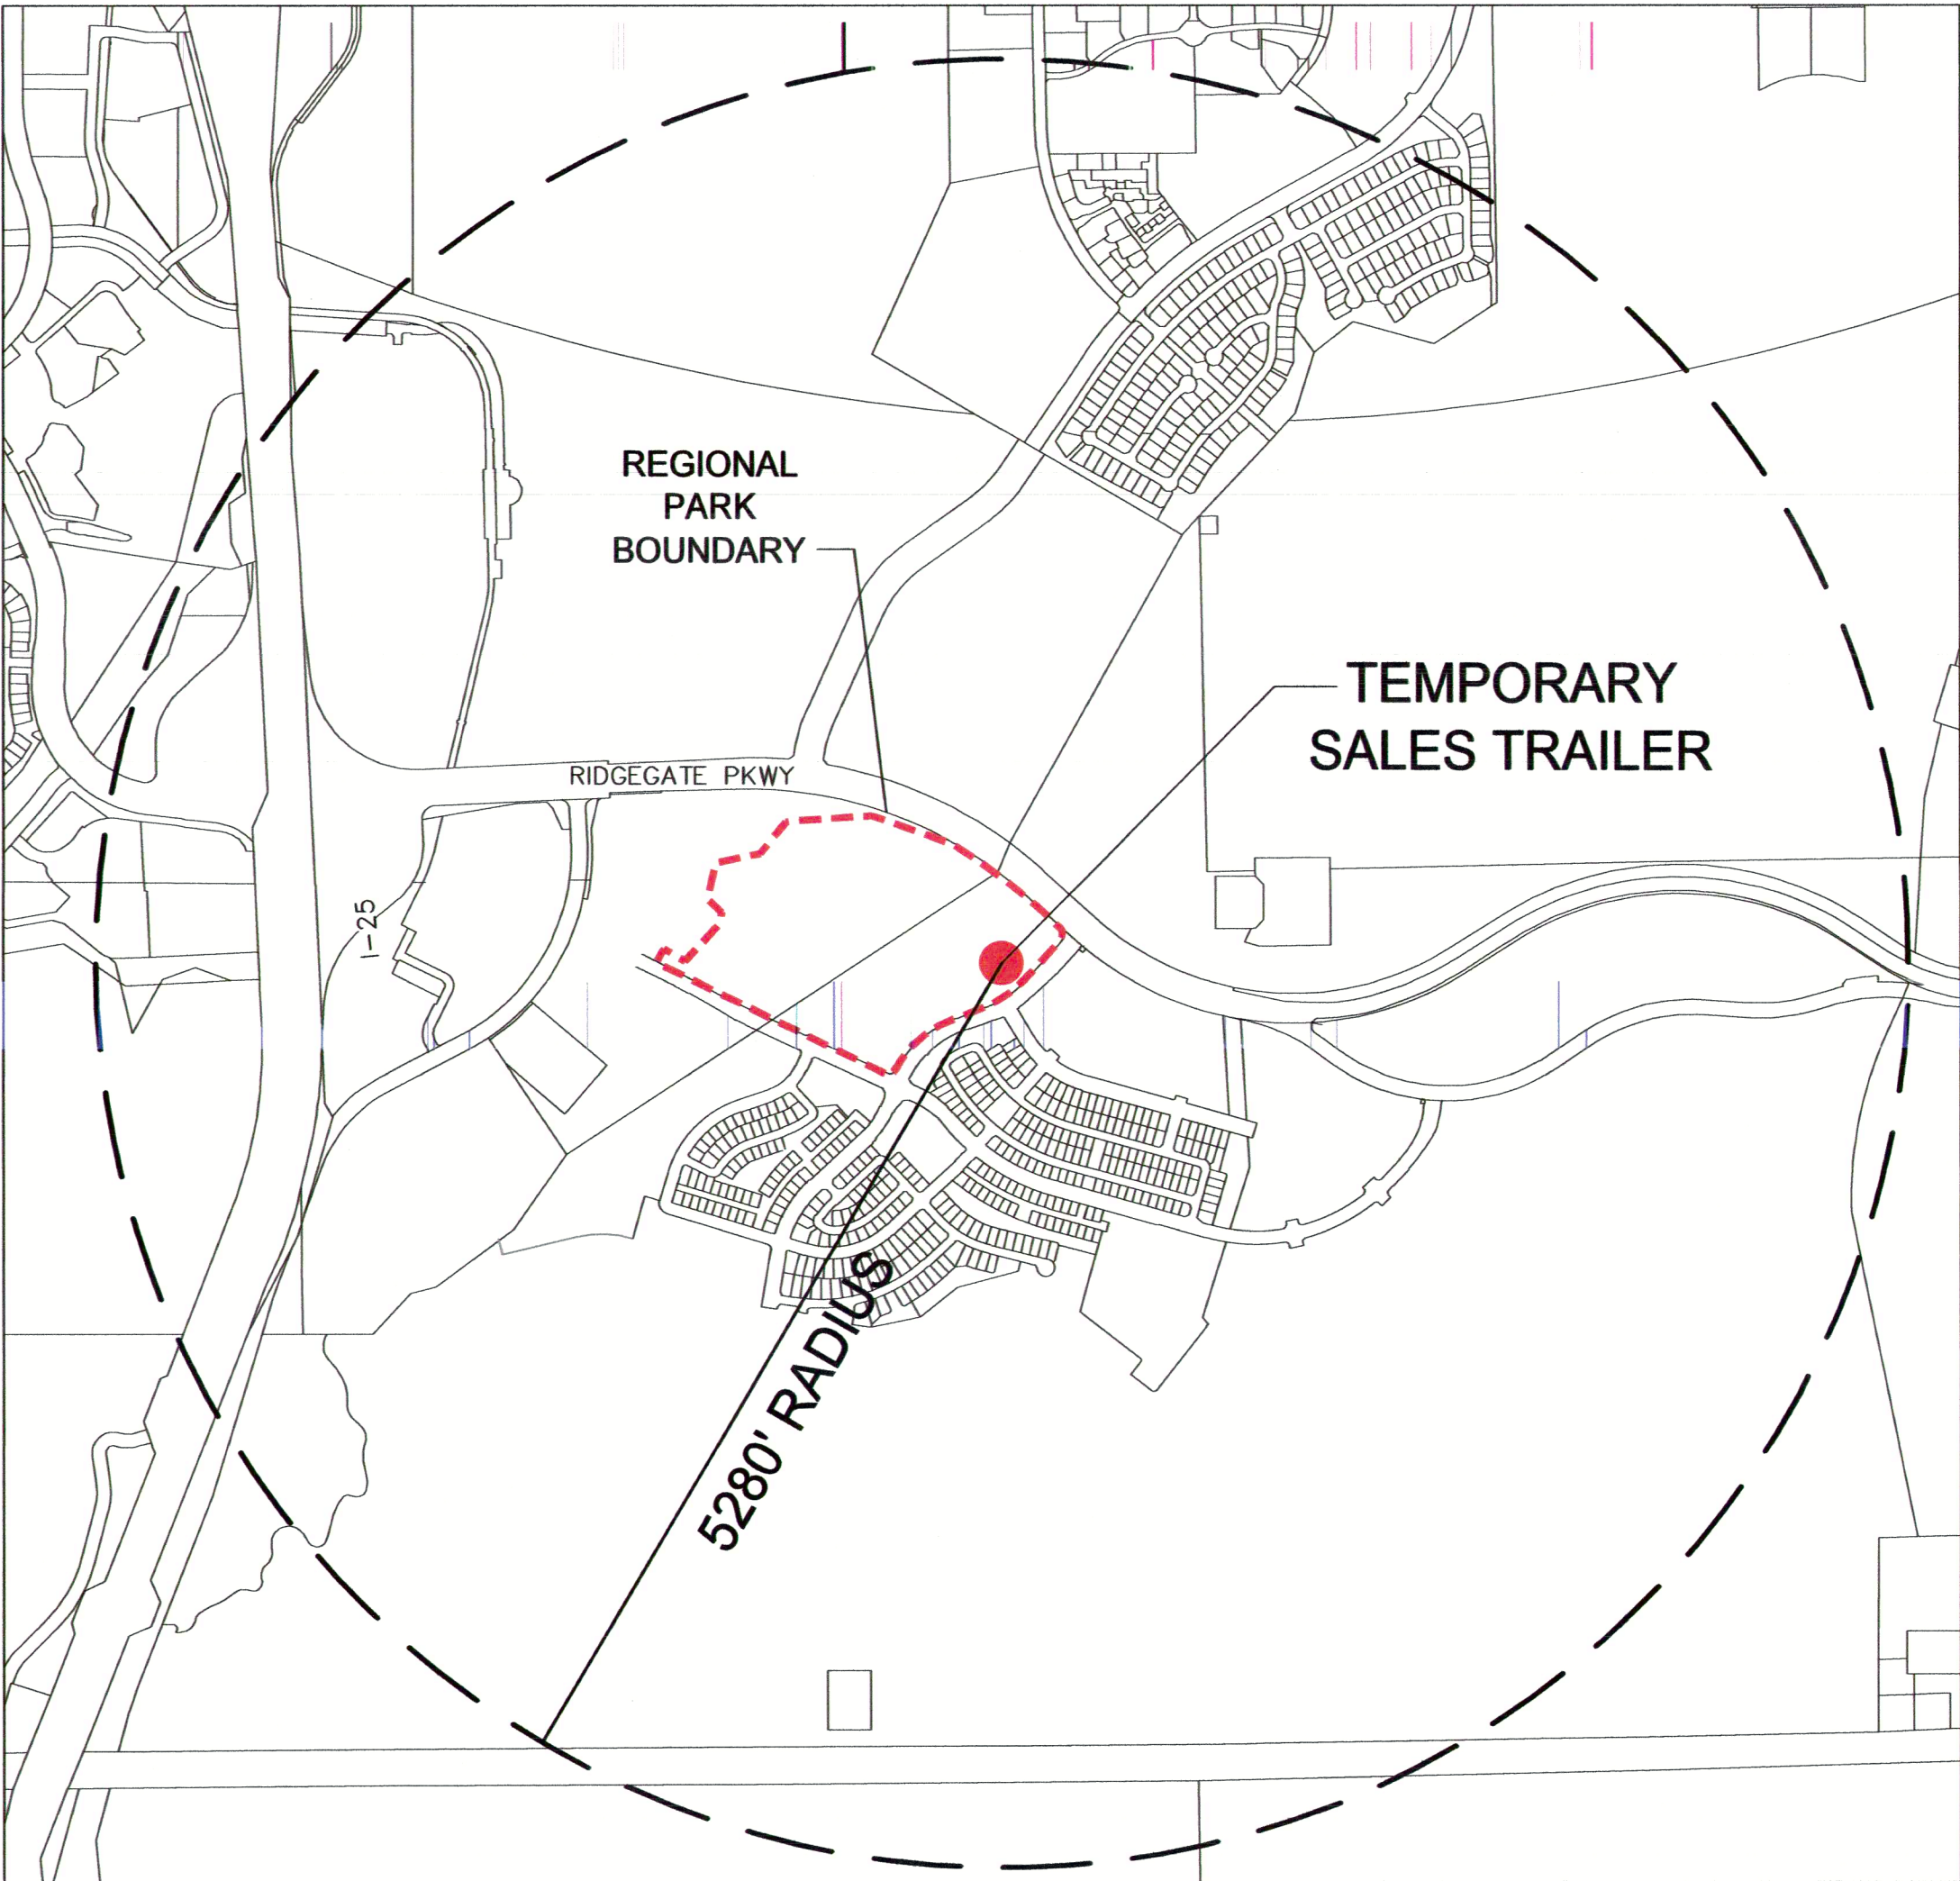 REGIONAL
PARK
BOUNDARY
TEMPORARY
SALES TRAILER
RIDGEGATE PKWY
I-25
5280' RADIUS